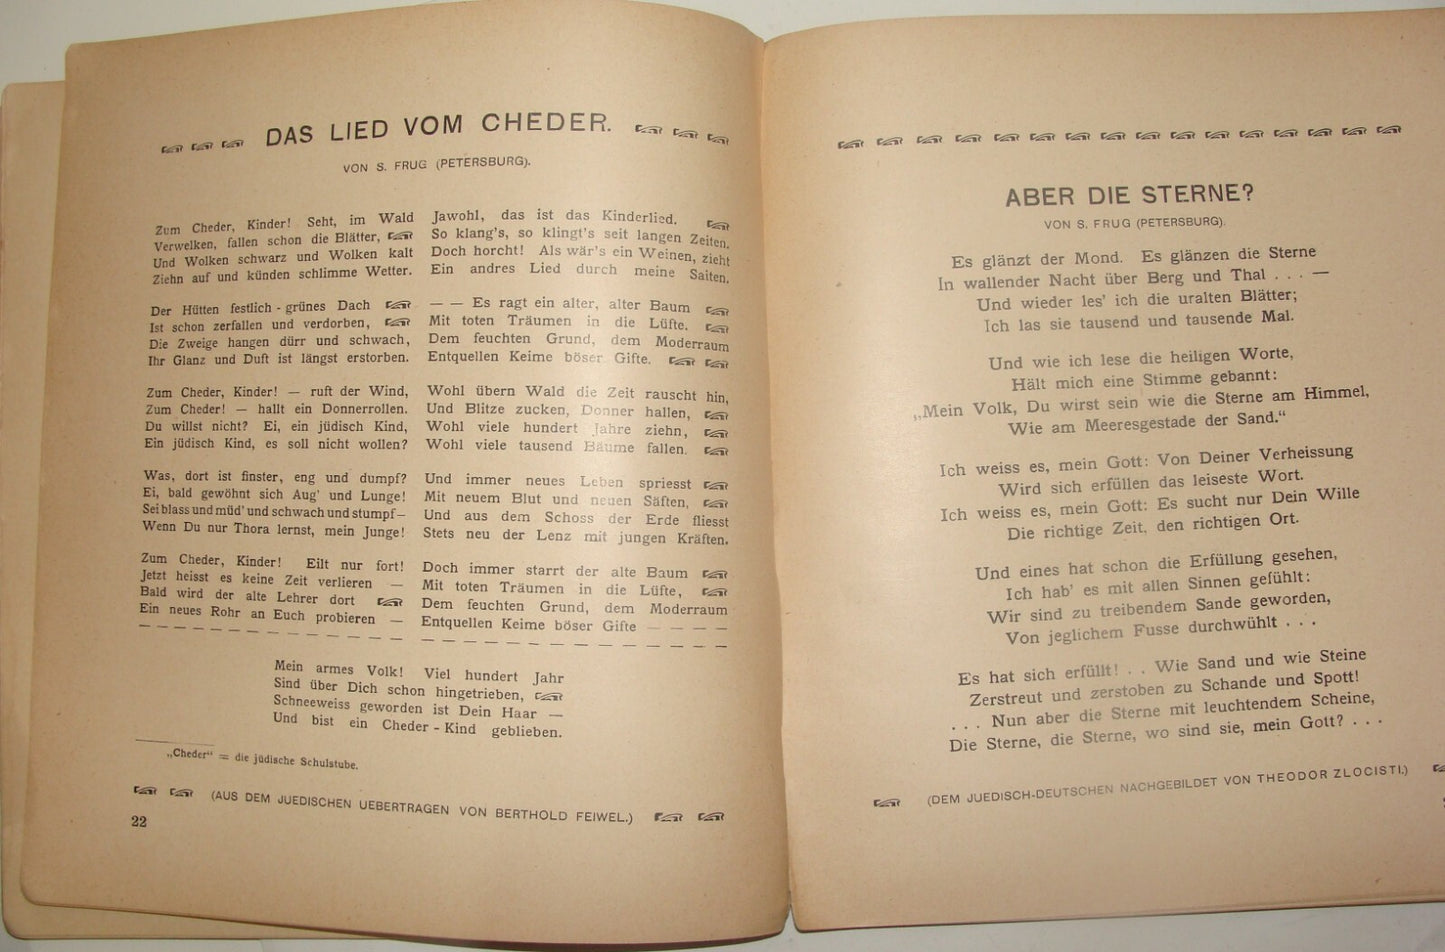 DAS LIED VOM CHEDER.
VON S. FRUG (PETERSBURG).
Zum Cheder, Kinder! Seht, im Wald
Verwelken, fallen schon die Blätter,
Und Wolken schwarz und Wolken kalt
Ziehn auf und künden schlimme Wetter.
Der Hütten festlich-grünes Dach
Ist schon zerfallen und verdorben,
Die Zweige hangen dürr und schwach,
Ihr Glanz und Duft ist längst erstorben.
Zum Cheder, Kinder! — ruft der Wind,
Zum Cheder! — hallt ein Donnerrollen.
Du willst nicht? Ei, ein jüdisch Kind,
Ein jüdisch Kind, es soll nicht wollen?
Was, dort ist finster, eng und dumpf?
Ei, bald gewöhnt sich Aug' und Lunge!
Sei blass und müd' und schwach und stumpf—
Wenn Du nur Thora lernst, mein Junge!
Zum Cheder, Kinder! Eilt nur fort!
Jetzt heisst es keine Zeit verlieren —
Bald wird der alte Lehrer dort
Ein neues Rohr an Euch probieren —
— — — — — — — — — — — — —
Jawohl, das ist das Kinderlied.
So klang's, so klingt's seit langen Zeiten.
Doch horcht! Als wär's ein Weinen, zieht
Ein andres Lied durch meine Saiten.
— — Es ragt ein alter, alter Baum
Mit toten Träumen in die Lüfte.
Dem feuchten Grund, dem Moderraum
Entquellen Keime böser Gifte.
Wohl übern Wald die Zeit rauscht hin,
Und Blitze zucken, Donner hallen,
Wohl viele hundert Jahre ziehn,
Wohl viele tausend Bäume fallen.
Und immer neues Leben spriesst
Mit neuem Blut und neuen Säften,
Und aus dem Schoss der Erde fliesst
Stets neu der Lenz mit jungen Kräften.
Doch immer starrt der alte Baum
Mit toten Träumen in die Lüfte,
Dem feuchten Grund, dem Moderraum
Entquellen Keime böser Gifte — — — —
— — — — — — — — — — — —
Mein armes Volk! Viel hundert Jahr
Sind über Dich schon hingetrieben,
Schneeweiss geworden ist Dein Haar —
Und bist ein Cheder-Kind geblieben.
„Cheder“ = die jüdische Schulstube.
(AUS DEM JUEDISCHEN UEBERTRAGEN VON BERTHOLD FEIWEL.)
22
ABER DIE STERNE?
VON S. FRUG (PETERSBURG).
Es glänzt der Mond. Es glänzen die Sterne
In wallender Nacht über Berg und Thal . . . —
Und wieder les' ich die uralten Blätter;
Ich las sie tausend und tausende Mal.
Und wie ich lese die heiligen Worte,
Hält mich eine Stimme gebannt:
„Mein Volk, Du wirst sein wie die Sterne am Himmel,
Wie am Meeresgestade der Sand.“
Ich weiss es, mein Gott: Von Deiner Verheissung
Wird sich erfüllen das leiseste Wort.
Ich weiss es, mein Gott: Es sucht nur Dein Wille
Die richtige Zeit, den richtigen Ort.
Und eines hat schon die Erfüllung gesehen,
Ich hab' es mit allen Sinnen gefühlt:
Wir sind zu treibendem Sande geworden,
Von jeglichem Fusse durchwühlt . . .
Es hat sich erfüllt! . . Wie Sand und wie Steine
Zerstreut und zerstoben zu Schande und Spott!
. . . Nun aber die Sterne mit leuchtendem Scheine,
Die Sterne, die Sterne, wo sind sie, mein Gott? . . .
(DEM JUEDISCH-DEUTSCHEN NACHGEBILDET VON THEODOR ZLOCISTI.)